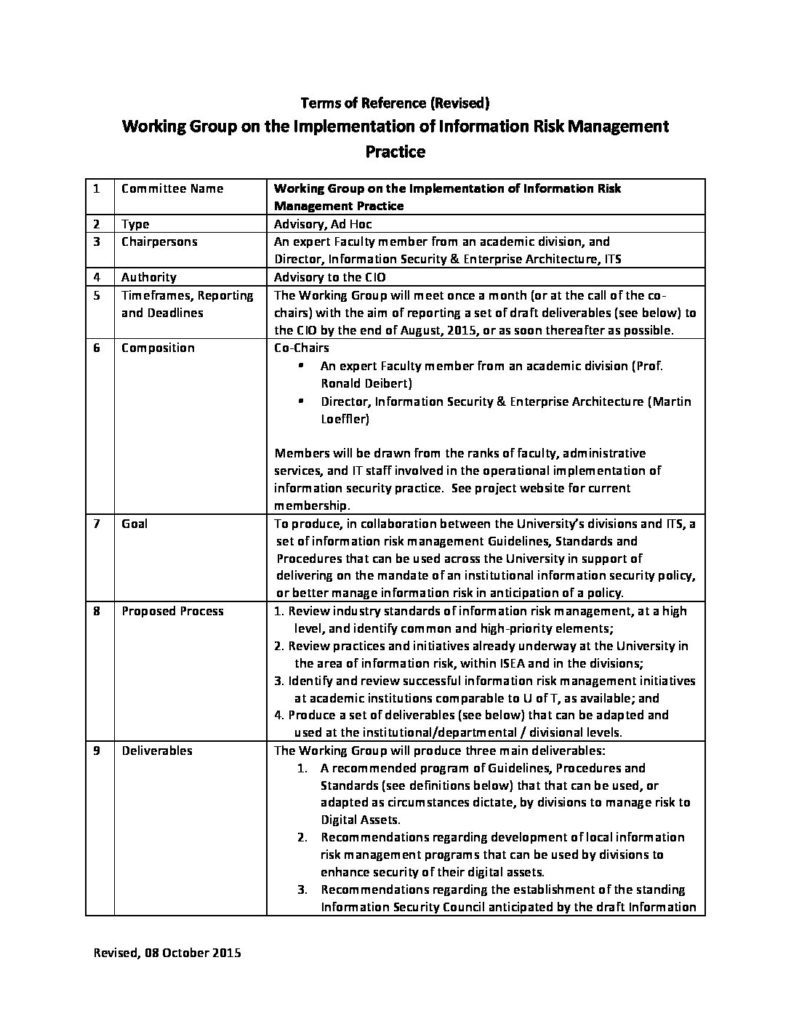 Terms of Reference (Revised)
Working Group on the Implementation of Information Risk Management
Practice
1 Committee Name Working Group on the Implementation of Information Risk
Management Practice
2 Type Advisory, Ad Hoc
3 Chairpersons An expert Faculty member from an academic division, and
Director, Information Security & Enterprise Architecture, ITS
4 Authority Advisory to the CIO
5 Timeframes, Reporting The Working Group will meet once a month (or at the call of the co-
and Deadlines chairs) with the aim of reporting a set of draft deliverables (see below) to
the CIO by the end of August, 2015, or as soon thereafter as possible.
6 Composition Co-Chairs
• An expert Faculty member from an academic division (Prof.
Ronald Deibert)
• Director, Information Security & Enterprise Architecture (Martin
Loeffler)
Members will be drawn from the ranks of faculty, administrative
services, and IT staff involved in the operational implementation of
information security practice. See project website for current
membership.
7 Goal To produce, in collaboration between the University's divisions and ITS, a
set of information risk management Guidelines, Standards and
Procedures that can be used across the University in support of
delivering on the mandate of an institutional information security policy,
or better manage information risk in anticipation of a policy.
8 Proposed Process 1. Review industry standards of information risk management, at a high
level, and identify common and high-priority elements;
2. Review practices and initiatives already underway at the University in
the area of information risk, within ISEA and in the divisions;
3. Identify and review successful information risk management initiatives
at academic institutions comparable to U of T, as available; and
4. Produce a set of deliverables (see below) that can be adapted and
used at the institutional/departmental / divisional levels.
9 Deliverables The Working Group will produce three main deliverables:
1. A recommended program of Guidelines, Procedures and
Standards (see definitions below) that that can be used, or
adapted as circumstances dictate, by divisions to manage risk to
Digital Assets.
2. Recommendations regarding development of local information
risk management programs that can be used by divisions to
enhance security of their digital assets.
3. Recommendations regarding the establishment of the standing
Information Security Council anticipated by the draft Information
Revised, 08 October 2015